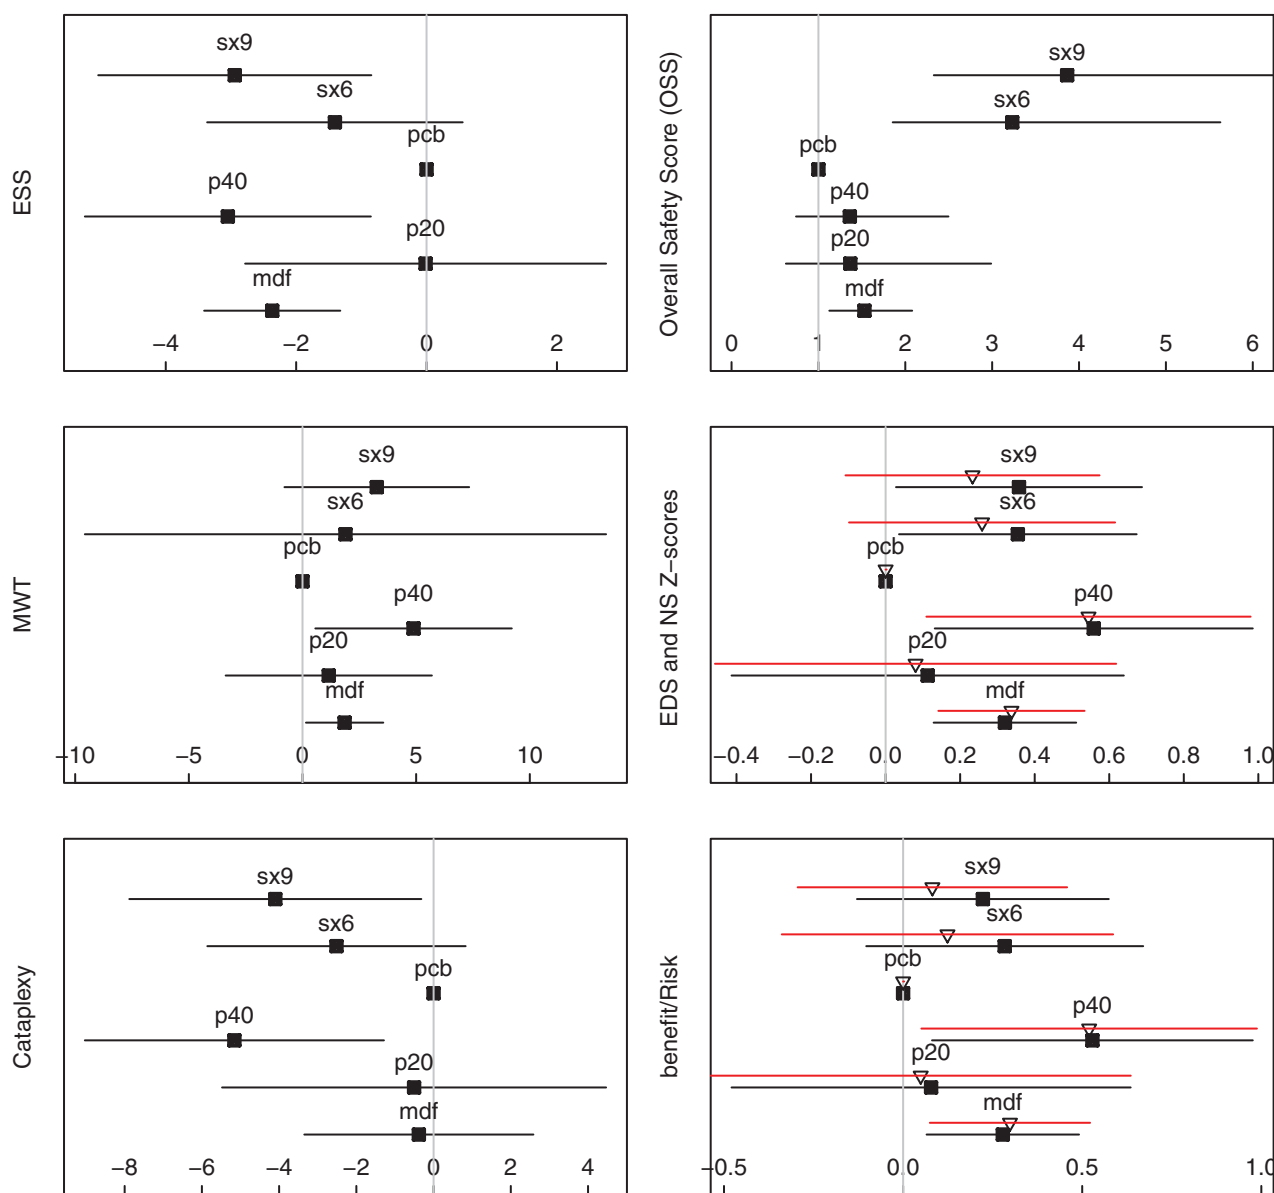 ESS
sx9
sx6
pcb
p40
p20
mdf
−4 −2 0 2
Overall Safety Score (OSS)
sx9
sx6
pcb
p40
p20
mdf
0 1 2 3 4 5 6
MWT
sx9
sx6
pcb
p40
p20
mdf
−10 −5 0 5 10
EDS and NS Z−scores
sx9
sx6
pcb
p40
p20
mdf
−0.4 −0.2 0.0 0.2 0.4 0.6 0.8 1.0
Cataplexy
sx9
sx6
pcb
p40
p20
mdf
−8 −6 −4 −2 0 2 4
benefit/Risk
sx9
sx6
pcb
p40
p20
mdf
−0.5 0.0 0.5 1.0